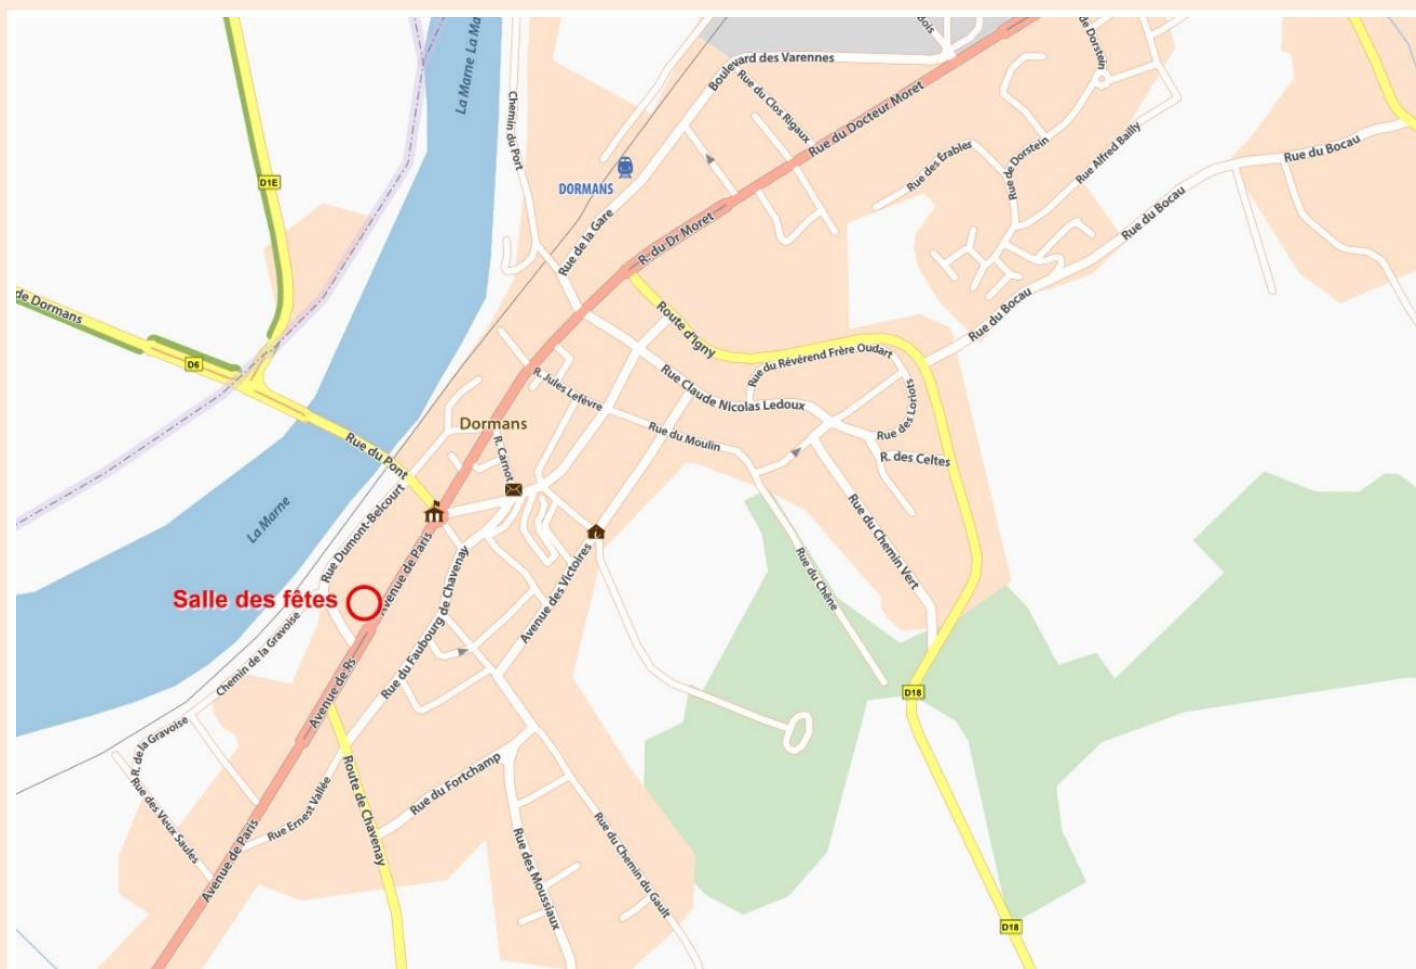 La Marne La Ma
Bois
de Dorstein
Boulevard des Varennes
Rue du Clos Rigaux
Rue du Docteur Moret
Chemin du Port
Rue des Érables
Rue de Dorstein
Rue Alfred Bailly
Rue du Bocau
Rue du Bocau
DORMANS
D1E
Rue de la Gare
R. du Dr Moret
de Dormans
Rue du Bocau
Route d'Igny
D6
Rue du Révérend Frère Oudart
R. Jules Lefèvre
Rue Claude Nicolas Ledoux
Rue des Loriots
Dormans
Rue du Moulin
Rue du Pont
R. Carnot
R. des Celtes
La Marne
Rue Dumont-Belcourt
Avenue de Paris
Rue du Faubourg de Chavenay
Avenue des Victoires
Rue du Chêne
Rue du Chemin Vert
Salle des fêtes
Chemin de la Gravoise
Avenue de Rs
D18
R. de la Gravoise
Rue des Vieux Saules
Route de Chavenay
Rue du Fortchamp
Rue Ernest Vallée
Avenue de Paris
Rue des Moussiaux
Rue du Chemin du Gault
D18